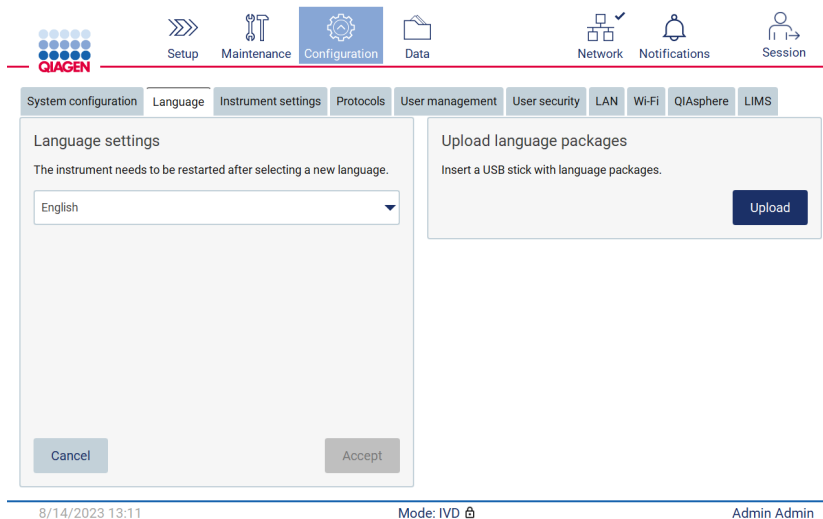 QIAGEN
Setup Maintenance Configuration Data Network Notifications Session
System configuration Language Instrument settings Protocols User management User security LAN Wi-Fi QIAsphere LIMS
Language settings
The instrument needs to be restarted after selecting a new language.
English
Cancel Accept
Upload language packages
Insert a USB stick with language packages.
Upload
8/14/2023 13:11 Mode: IVD Admin Admin